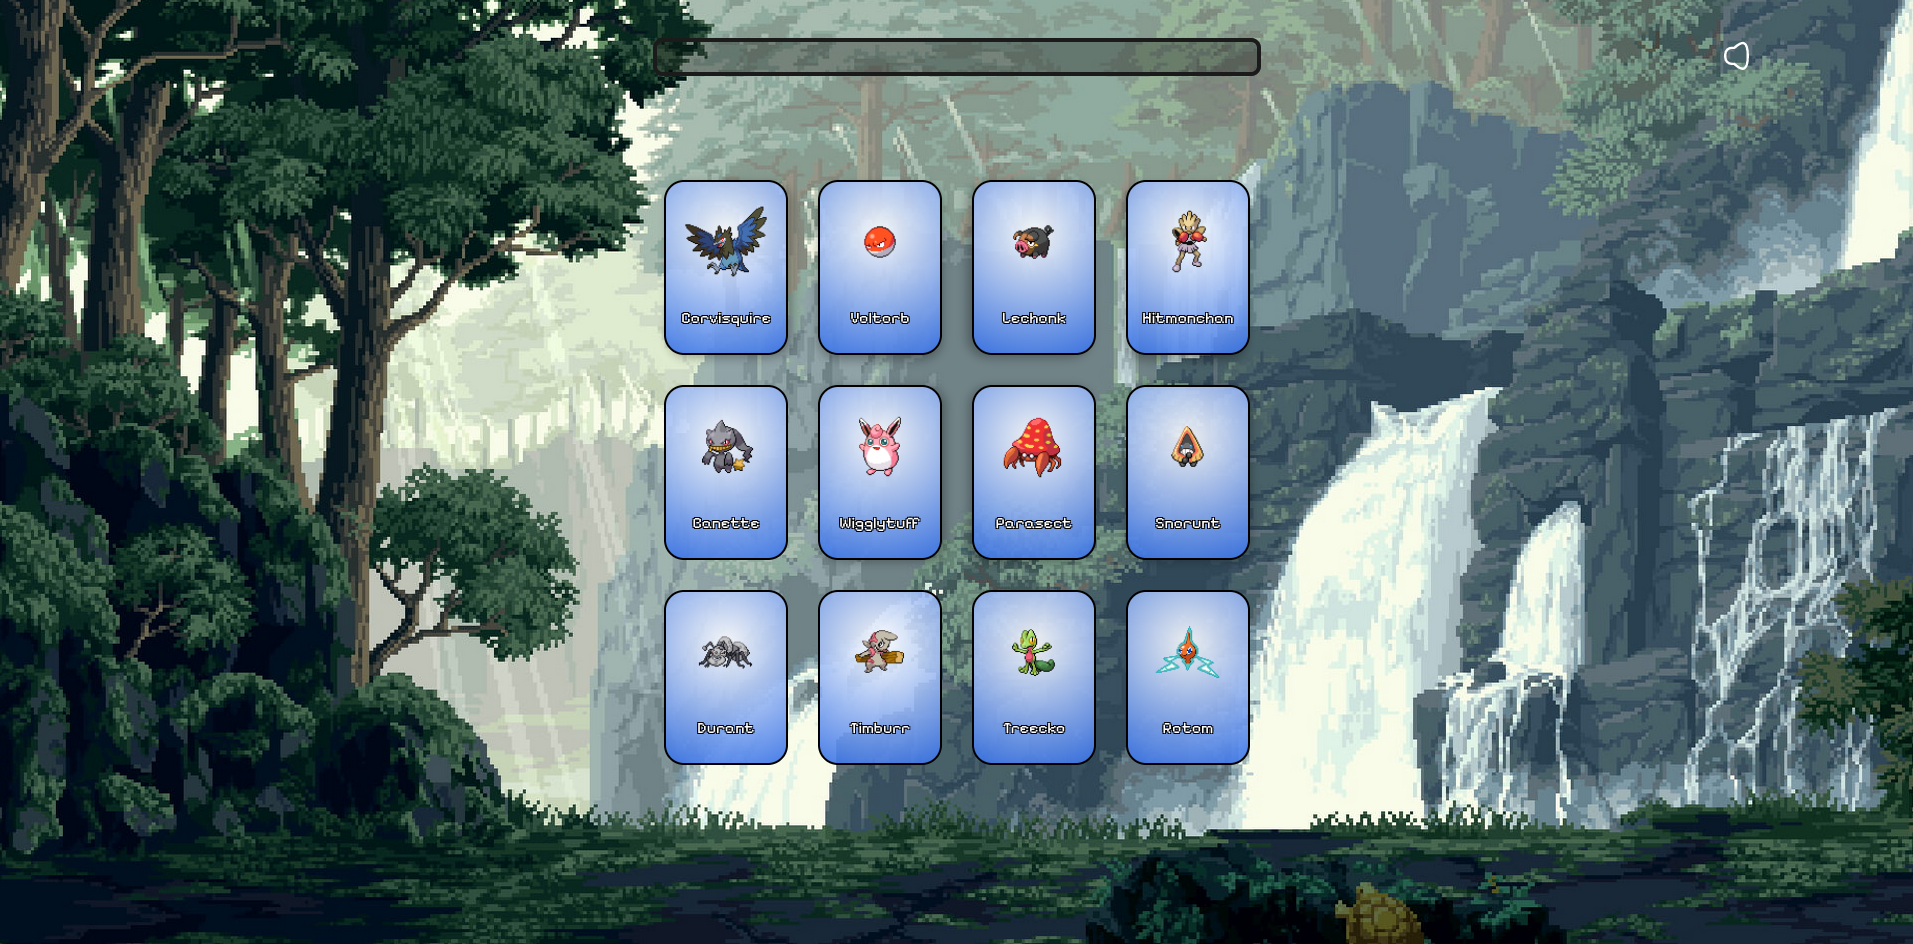 Corvisquire
Voltorb
Lechonk
Hitmonchan
Banette
Wigglytuff
Parasect
Snorunt
Durant
Timburr
Treecko
Rotom